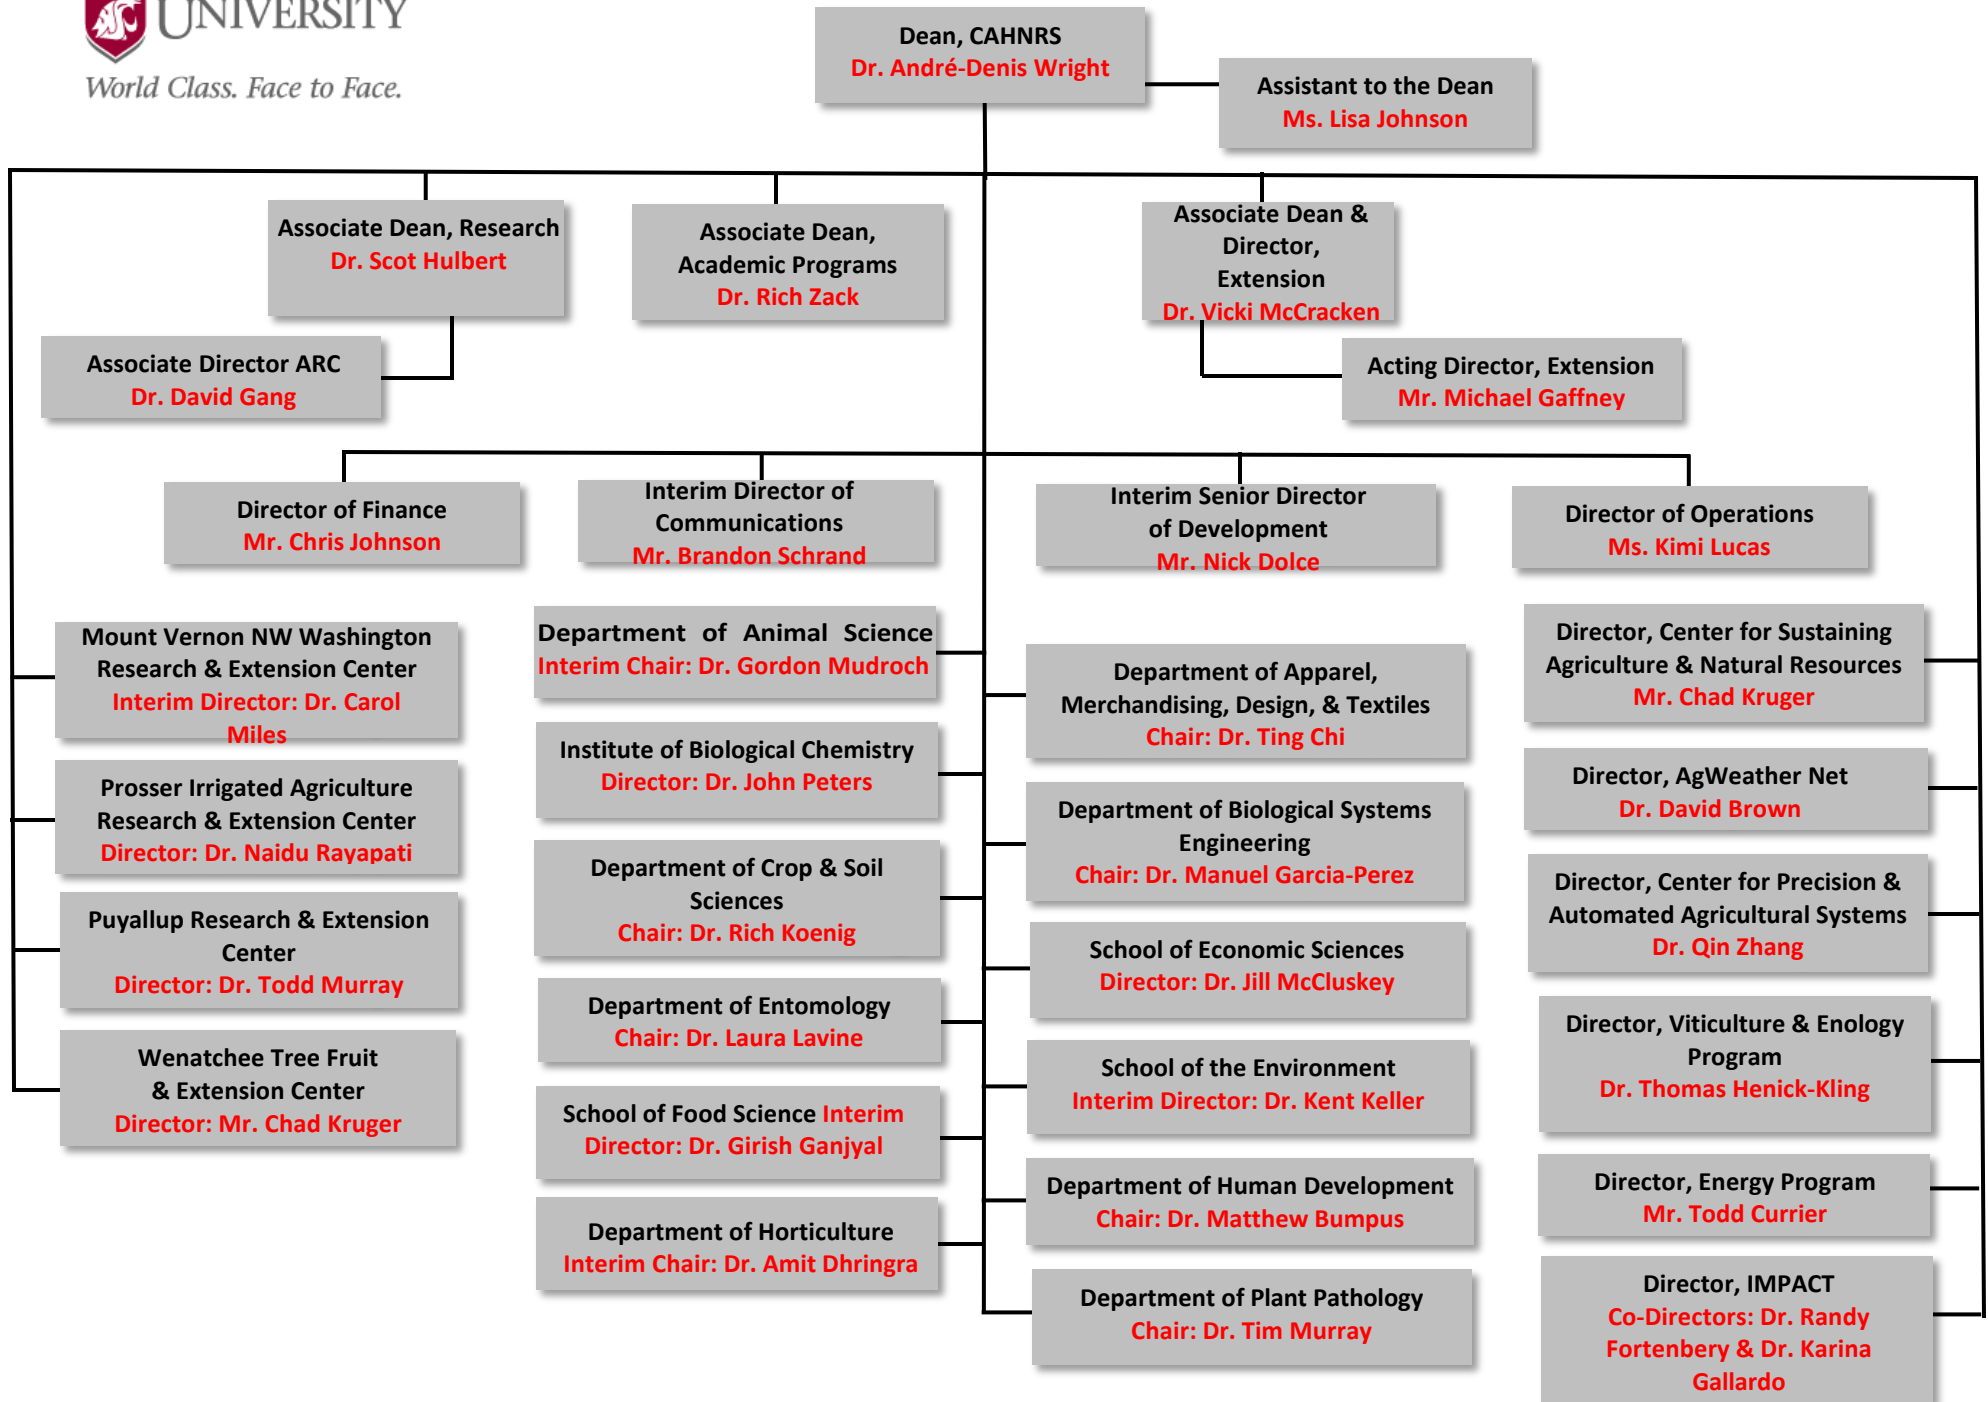 UNIVERSITY
World Class. Face to Face.
Dean, CAHNRS
Dr. André-Denis Wright
Assistant to the Dean
Ms. Lisa Johnson
Associate Dean, Research
Dr. Scot Hulbert
Associate Dean,
Academic Programs
Dr. Rich Zack
Associate Dean &
Director,
Extension
Dr. Vicki McCracken
Associate Director ARC
Dr. David Gang
Acting Director, Extension
Mr. Michael Gaffney
Director of Finance
Mr. Chris Johnson
Interim Director of
Communications
Mr. Brandon Schrand
Interim Senior Director
of Development
Mr. Nick Dolce
Director of Operations
Ms. Kimi Lucas
Mount Vernon NW Washington
Research & Extension Center
Interim Director: Dr. Carol
Miles
Prosser Irrigated Agriculture
Research & Extension Center
Director: Dr. Naidu Rayapati
Puyallup Research & Extension
Center
Director: Dr. Todd Murray
Wenatchee Tree Fruit
& Extension Center
Director: Mr. Chad Kruger
Department of Animal Science
Interim Chair: Dr. Gordon Mudroch
Institute of Biological Chemistry
Director: Dr. John Peters
Department of Crop & Soil
Sciences
Chair: Dr. Rich Koenig
Department of Entomology
Chair: Dr. Laura Lavine
School of Food Science Interim
Director: Dr. Girish Ganjyal
Department of Horticulture
Interim Chair: Dr. Amit Dhringra
Department of Apparel,
Merchandising, Design, & Textiles
Chair: Dr. Ting Chi
Department of Biological Systems
Engineering
Chair: Dr. Manuel Garcia-Perez
School of Economic Sciences
Director: Dr. Jill McCluskey
School of the Environment
Interim Director: Dr. Kent Keller
Department of Human Development
Chair: Dr. Matthew Bumpus
Department of Plant Pathology
Chair: Dr. Tim Murray
Director, Center for Sustaining
Agriculture & Natural Resources
Mr. Chad Kruger
Director, AgWeather Net
Dr. David Brown
Director, Center for Precision &
Automated Agricultural Systems
Dr. Qin Zhang
Director, Viticulture & Enology
Program
Dr. Thomas Henick-Kling
Director, Energy Program
Mr. Todd Currier
Director, IMPACT
Co-Directors: Dr. Randy
Fortenbery & Dr. Karina
Gallardo